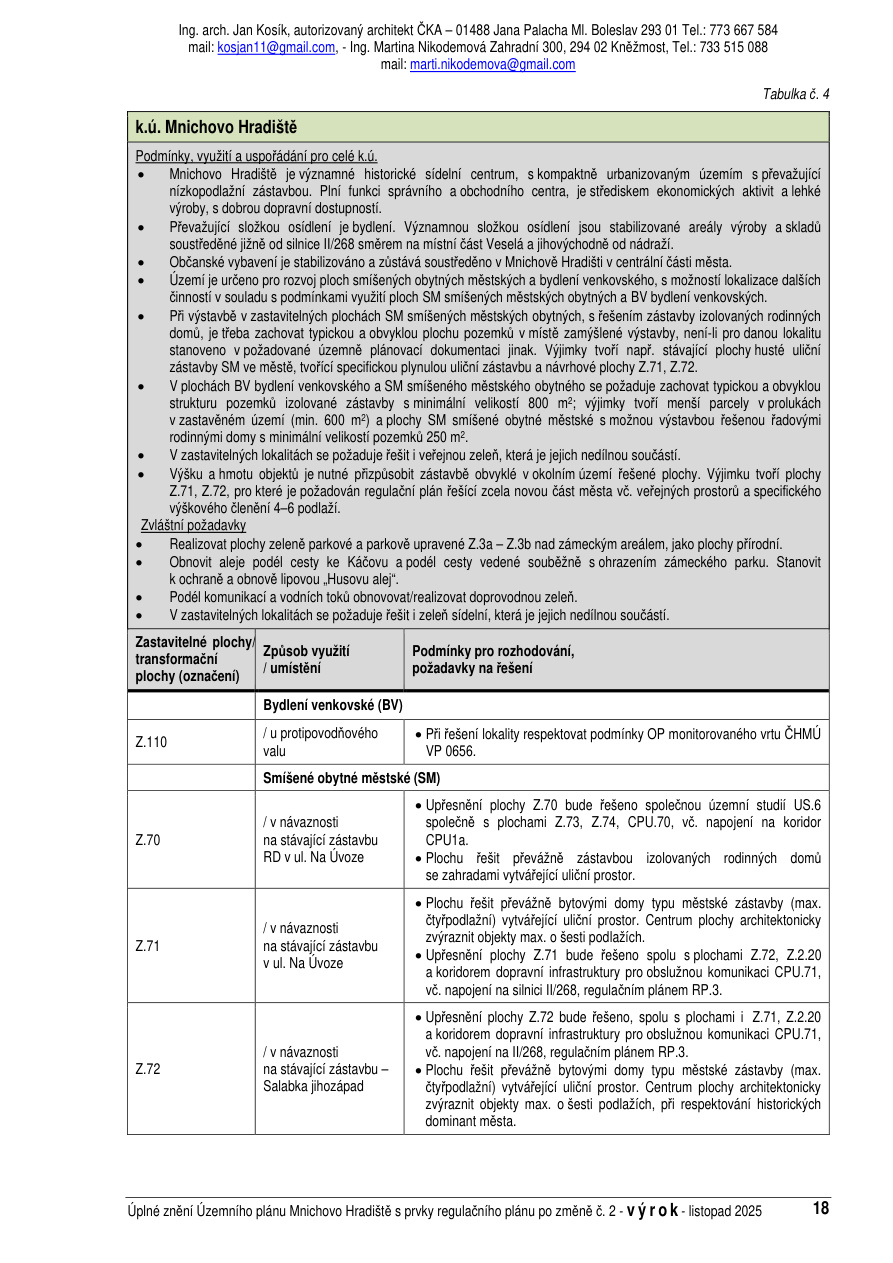 Ing. arch. Jan Kosík, autorizovaný architekt ČKA – 01488 Jana Palacha Ml. Boleslav 293 01 Tel.: 773 667 584
mail: kosjan11@gmail.com, - Ing. Martina Nikodemová Zahradní 300, 294 02 Kněžmost, Tel.: 733 515 088
mail: marti.nikodemova@gmail.com
Tabulka č. 4
k.ú. Mnichovo Hradiště
Podmínky, využití a uspořádání pro celé k.ú.
• Mnichovo Hradiště je významné historické sídelní centrum, s kompaktně urbanizovaným územím s převažující
nízkopodlažní zástavbou. Plní funkci správního a obchodního centra, je střediskem ekonomických aktivit a lehké
výroby, s dobrou dopravní dostupností.
• Převažující složkou osídlení je bydlení. Významnou složkou osídlení jsou stabilizované areály výroby a skladů
soustředěné jižně od silnice II/268 směrem na místní část Veselá a jihovýchodně od nádraží.
• Občanské vybavení je stabilizováno a zůstává soustředěno v Mnichově Hradišti v centrální části města.
• Území je určeno pro rozvoj ploch smíšených obytných městských a bydlení venkovského, s možností lokalizace dalších
činností v souladu s podmínkami využití ploch SM smíšených městských obytných a BV bydlení venkovských.
• Při výstavbě v zastavitelných plochách SM smíšených městských obytných, s řešením zástavby izolovaných rodinných
domů, je třeba zachovat typickou a obvyklou plochu pozemků v místě zamýšlené výstavby, není-li pro danou lokalitu
stanoveno v požadované územně plánovací dokumentaci jinak. Výjimky tvoří např. stávající plochy husté uliční
zástavby SM ve městě, tvořící specifickou plynulou uliční zástavbu a návrhové plochy Z.71, Z.72.
• V plochách BV bydlení venkovského a SM smíšeného městského obytného se požaduje zachovat typickou a obvyklou
strukturu pozemků izolované zástavby s minimální velikostí 800 m²; výjimky tvoří menší parcely v prolukách
v zastavěném území (min. 600 m²) a plochy SM smíšené obytné městské s možnou výstavbou řešenou řadovými
rodinnými domy s minimální velikostí pozemků 250 m².
• V zastavitelných lokalitách se požaduje řešit i veřejnou zeleň, která je jejich nedílnou součástí.
• Výšku a hmotu objektů je nutné přizpůsobit zástavbě obvyklé v okolním území řešené plochy. Výjimku tvoří plochy
Z.71, Z.72, pro které je požadován regulační plán řešící zcela novou část města vč. veřejných prostorů a specifického
výškového členění 4–6 podlaží.
Zvláštní požadavky
• Realizovat plochy zeleně parkové a parkově upravené Z.3a – Z.3b nad zámeckým areálem, jako plochy přírodní.
• Obnovit aleje podél cesty ke Káčovu a podél cesty vedené souběžně s ohrazením zámeckého parku. Stanovit
k ochraně a obnově lipovou „Husovu alej“.
• Podél komunikací a vodních toků obnovovat/realizovat doprovodnou zeleň.
• V zastavitelných lokalitách se požaduje řešit i zeleň sídelní, která je jejich nedílnou součástí.
Zastavitelné plochy/
transformační
plochy (označení)
Způsob využití
/ umístění
Podmínky pro rozhodování,
požadavky na řešení
Bydlení venkovské (BV)
Z.110
/ u protipovodňového
valu
• Při řešení lokality respektovat podmínky OP monitorovaného vrtu ČHMÚ
VP 0656.
Smíšené obytné městské (SM)
Z.70
/ v návaznosti
na stávající zástavbu
RD v ul. Na Úvoze
• Upřesnění plochy Z.70 bude řešeno společnou územní studií US.6
společně s plochami Z.73, Z.74, CPU.70, vč. napojení na koridor
CPU1a.
• Plochu řešit převážně zástavbou izolovaných rodinných domů
se zahradami vytvářející uliční prostor.
Z.71
/ v návaznosti
na stávající zástavbu
v ul. Na Úvoze
• Plochu řešit převážně bytovými domy typu městské zástavby (max.
čtyřpodlažní) vytvářející uliční prostor. Centrum plochy architektonicky
zvýraznit objekty max. o šesti podlažích.
• Upřesnění plochy Z.71 bude řešeno spolu s plochami Z.72, Z.2.20
a koridorem dopravní infrastruktury pro obslužnou komunikaci CPU.71,
vč. napojení na silnici II/268, regulačním plánem RP.3.
Z.72
/ v návaznosti
na stávající zástavbu –
Salabka jihozápad
• Upřesnění plochy Z.72 bude řešeno, spolu s plochami i Z.71, Z.2.20
a koridorem dopravní infrastruktury pro obslužnou komunikaci CPU.71,
vč. napojení na II/268, regulačním plánem RP.3.
• Plochu řešit převážně bytovými domy typu městské zástavby (max.
čtyřpodlažní) vytvářející uliční prostor. Centrum plochy architektonicky
zvýraznit objekty max. o šesti podlažích, při respektování historických
dominant města.
Úplné znění Územního plánu Mnichovo Hradiště s prvky regulačního plánu po změně č. 2 - v ý r o k - listopad 2025 18